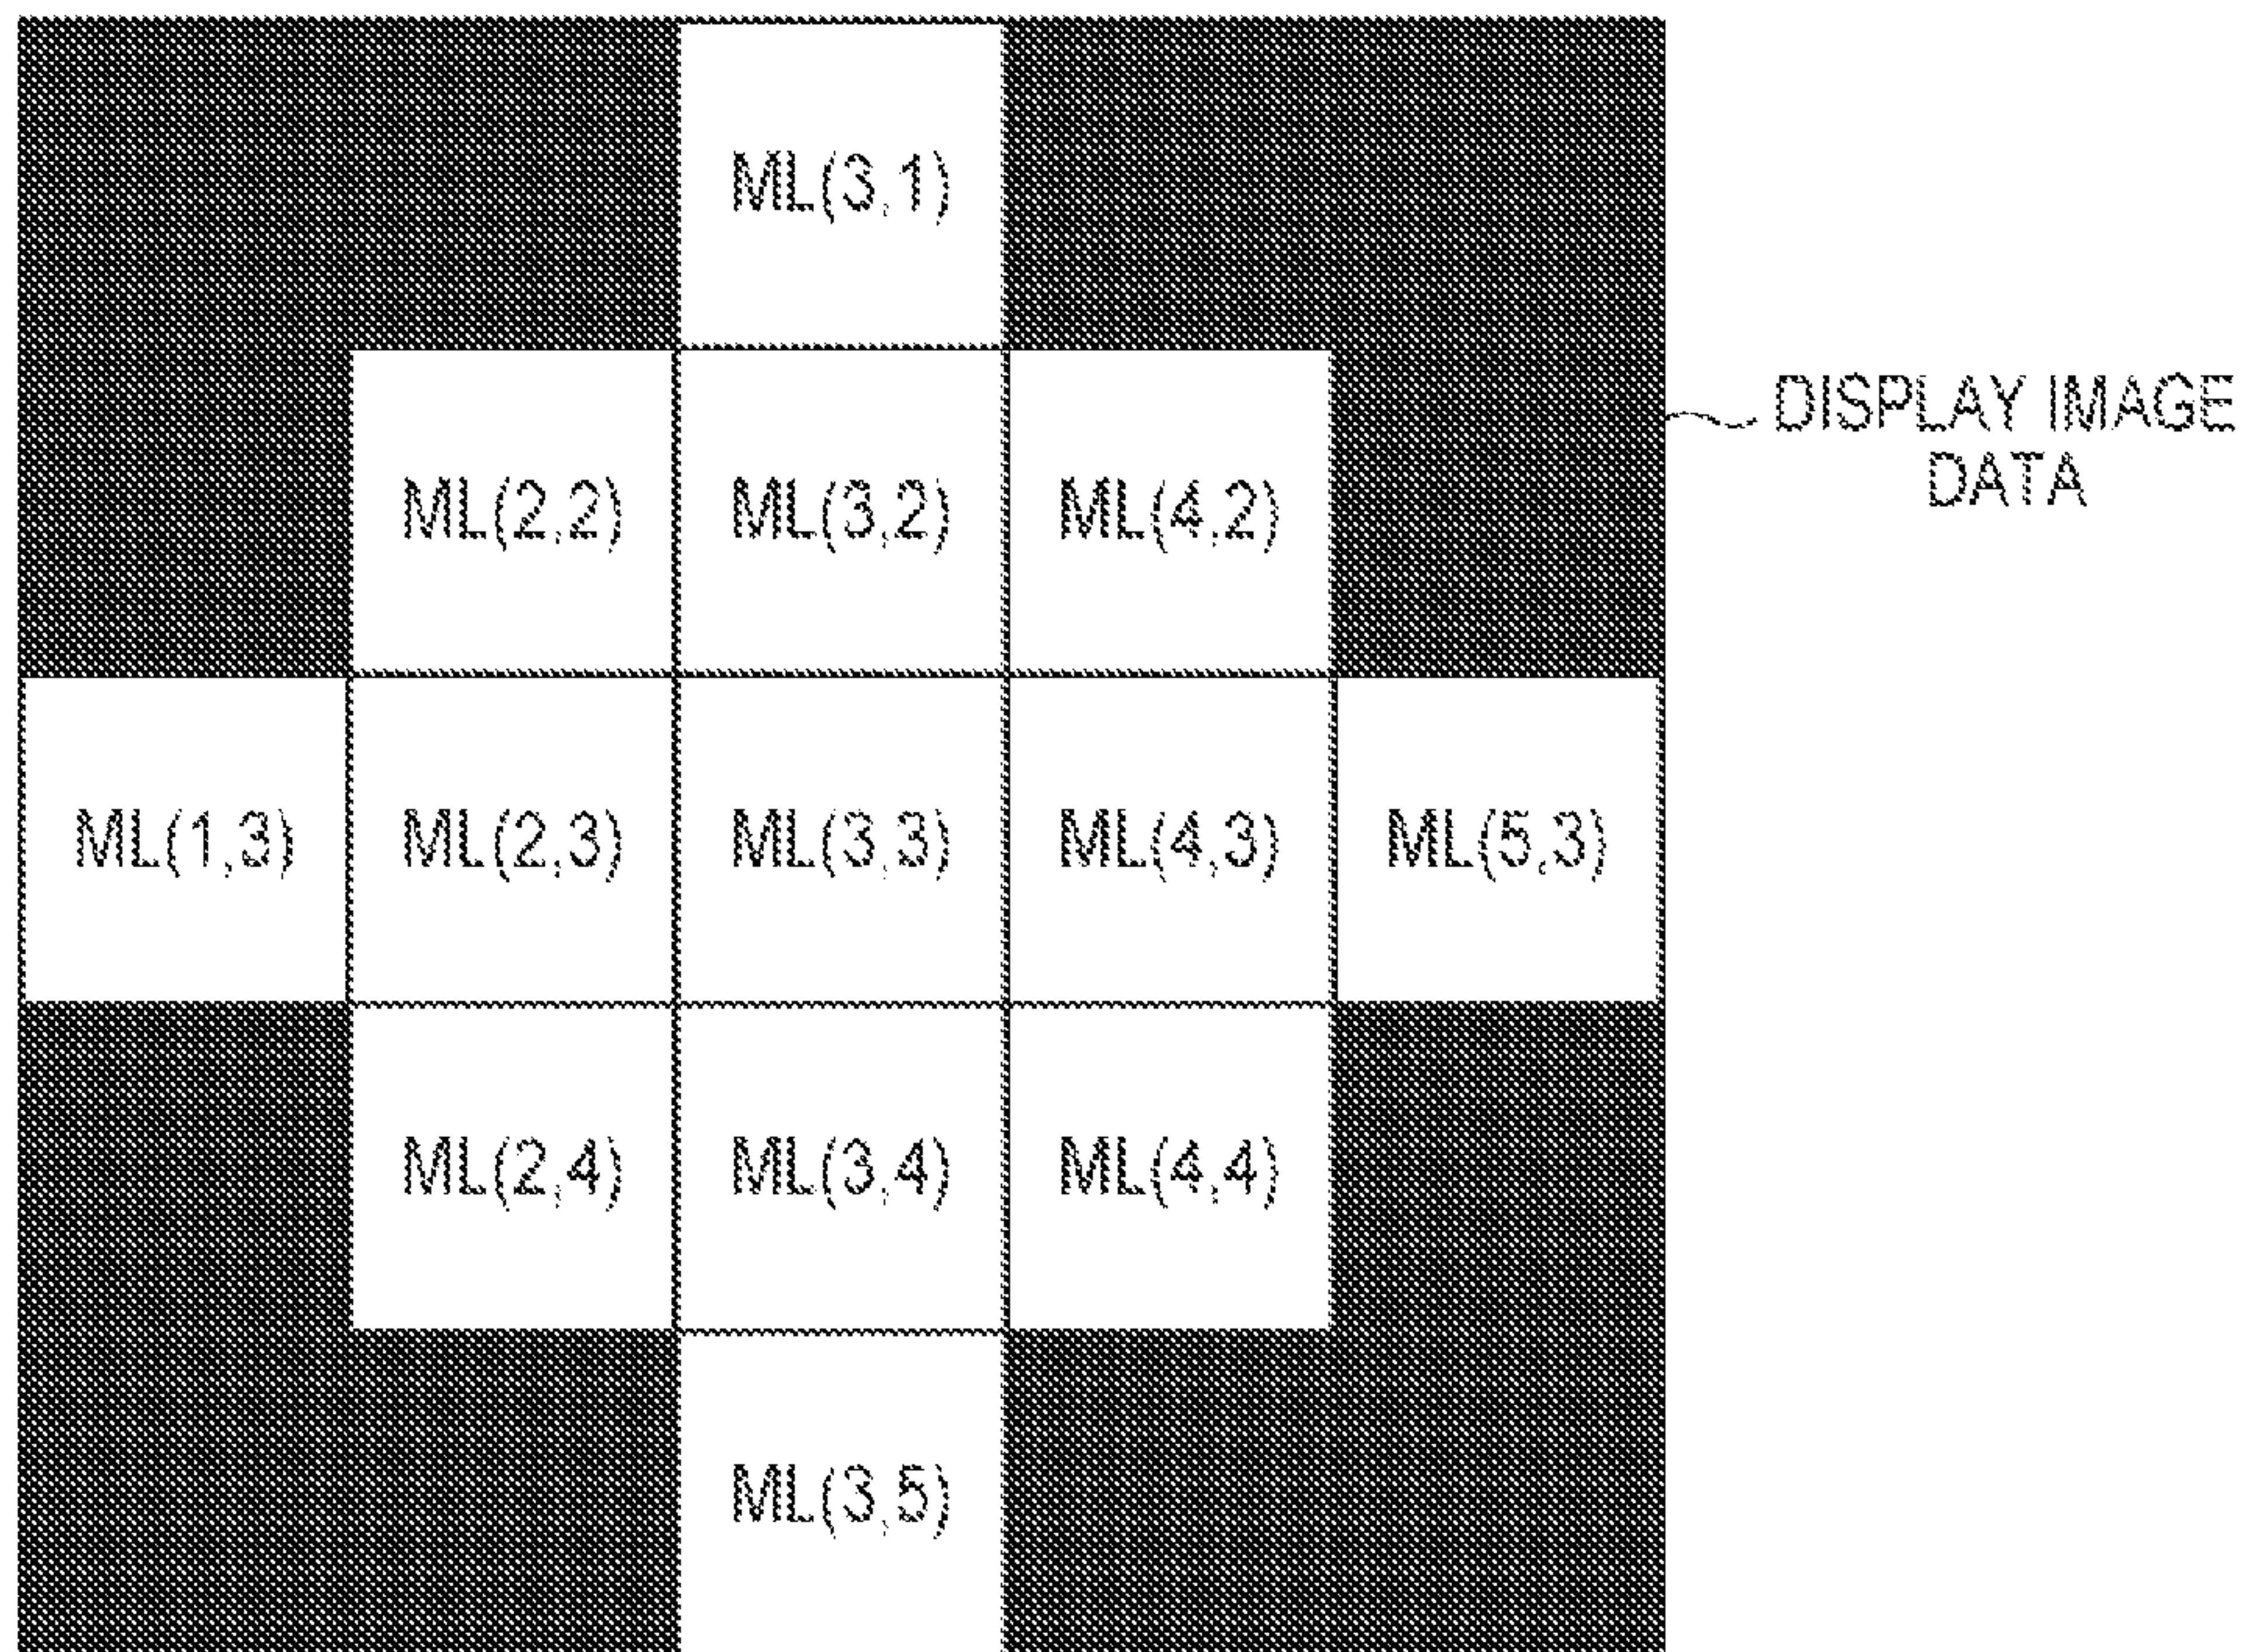 ML(3,1)
DISPLAY IMAGE
DATA
ML(2,2) ML(3,2) ML(4,2)
ML(1,3) ML(2,3) ML(3,3) ML(4,3) ML(5,3)
ML(2,4) ML(3,4) ML(4,4)
ML(3,5)